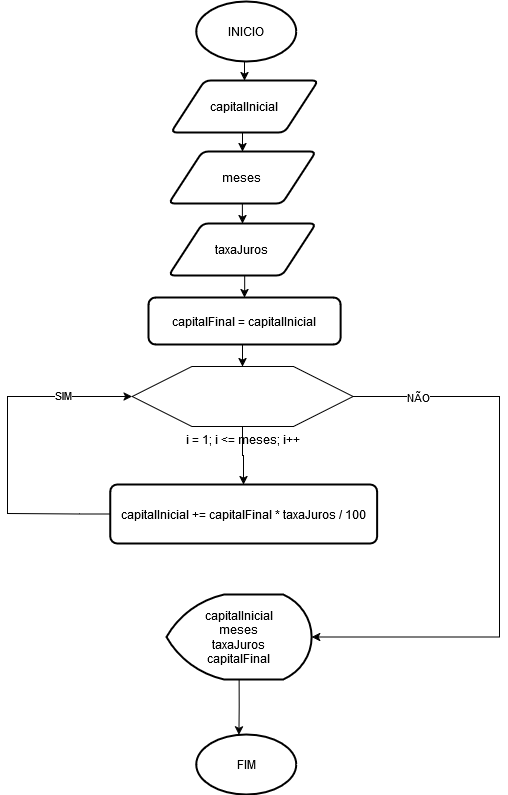 INICIO
capitalInicial
meses
taxaJuros
capitalFinal = capitalInicial
SIM
NÃO
i = 1; i <= meses; i++
capitalInicial += capitalFinal * taxaJuros / 100
capitalInicial
meses
taxaJuros
capitalFinal
FIM